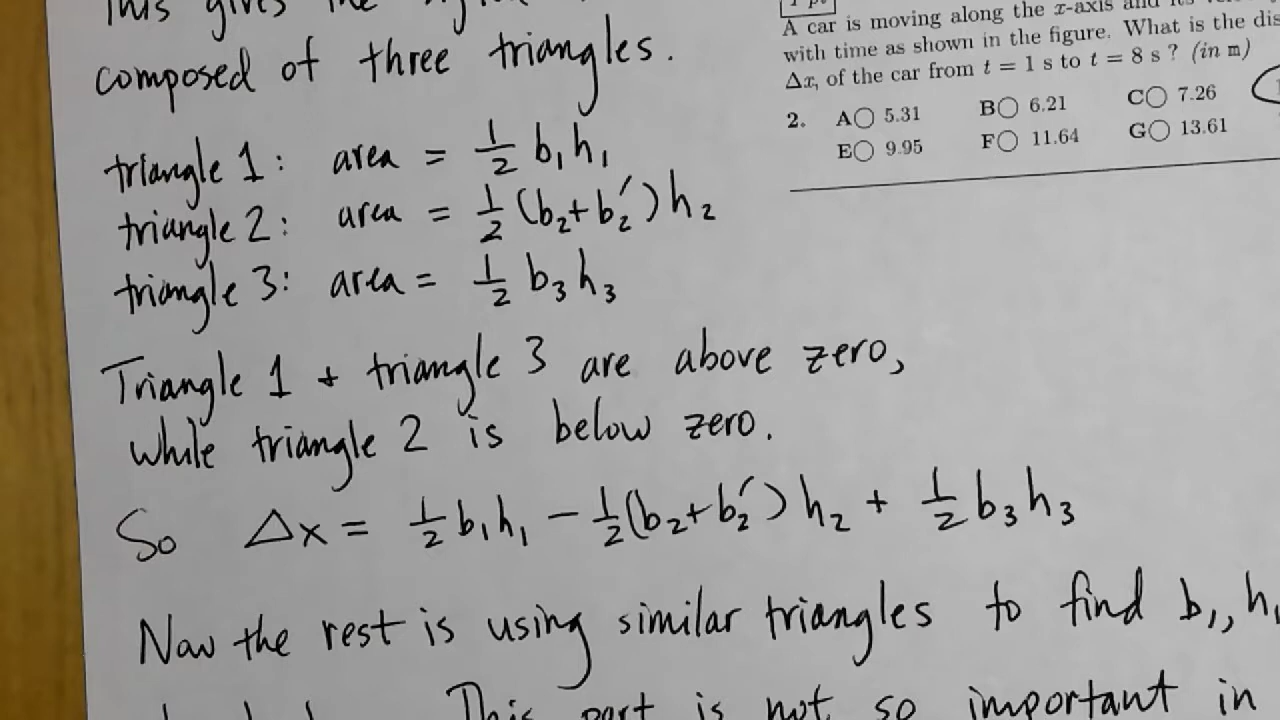 This gives the
composed of three triangles.
triangle 1: area = 1/2 b₁h₁
triangle 2: area = 1/2 (b₂+b₂′)h₂
triangle 3: area = 1/2 b₃h₃
Triangle 1 + triangle 3 are above zero,
while triangle 2 is below zero.
So Δx = 1/2 b₁h₁ − 1/2 (b₂+b₂′)h₂ + 1/2 b₃h₃
Now the rest is using similar triangles to find b₁, h₁
This part is not so important in
A car is moving along the x-axis and its
with time as shown in the figure. What is the
Δx, of the car from t = 1 s to t = 8 s ? (in m)
2. A○ 5.31 B○ 6.21 C○ 7.26
E○ 9.95 F○ 11.64 G○ 13.61